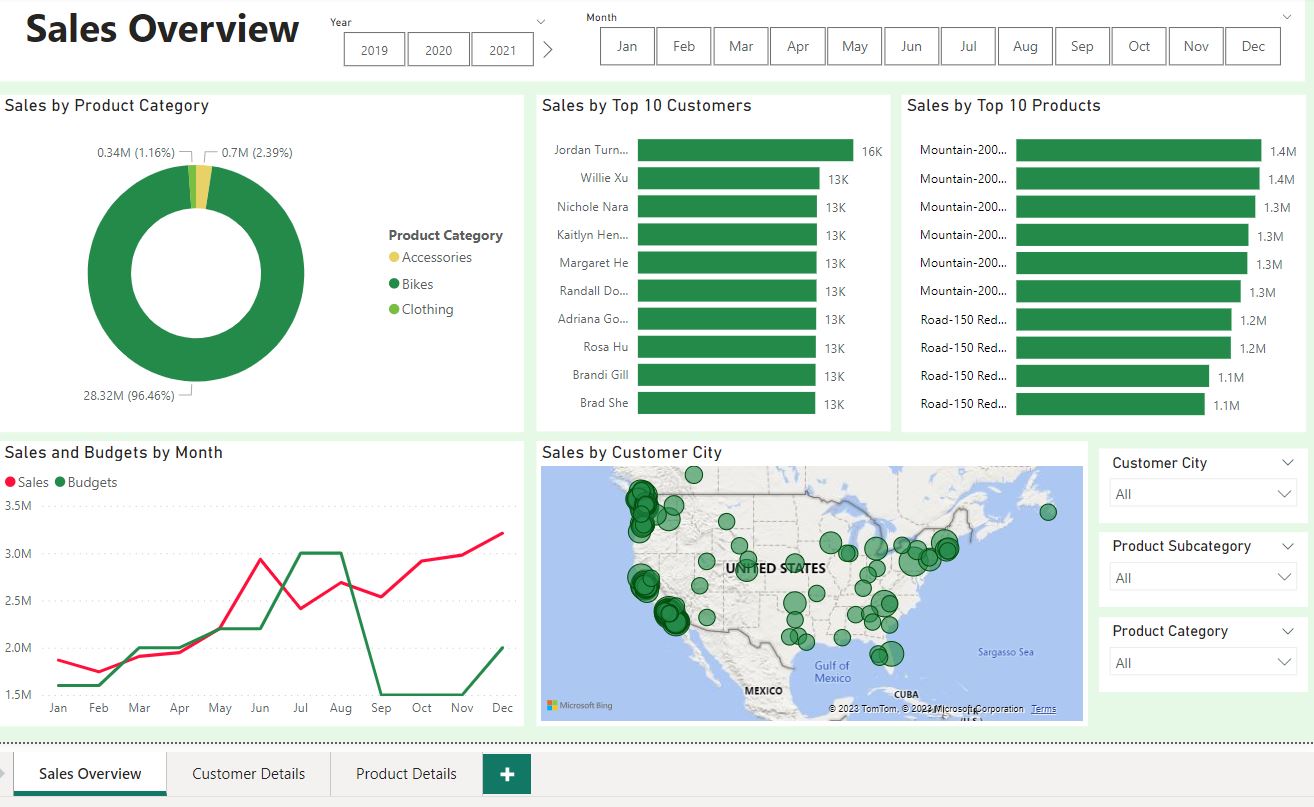 Sales Overview
Year
2019
2020
2021
Month
Jan
Feb
Mar
Apr
May
Jun
Jul
Aug
Sep
Oct
Nov
Dec
Sales by Product Category
0.34M (1.16%)
0.7M (2.39%)
28.32M (96.46%)
Product Category
Accessories
Bikes
Clothing
Sales by Top 10 Customers
Jordan Turn... 16K
Willie Xu 13K
Nichole Nara 13K
Kaitlyn Hen... 13K
Margaret He 13K
Randall Do... 13K
Adriana Go... 13K
Rosa Hu 13K
Brandi Gill 13K
Brad She 13K
Sales by Top 10 Products
Mountain-200... 1.4M
Mountain-200... 1.4M
Mountain-200... 1.3M
Mountain-200... 1.3M
Mountain-200... 1.3M
Mountain-200... 1.3M
Road-150 Red... 1.2M
Road-150 Red... 1.2M
Road-150 Red... 1.1M
Road-150 Red... 1.1M
Sales and Budgets by Month
Sales
Budgets
3.5M
3.0M
2.5M
2.0M
1.5M
Jan Feb Mar Apr May Jun Jul Aug Sep Oct Nov Dec
Sales by Customer City
UNITED STATES
Gulf of
Mexico
Sargasso Sea
MEXICO
CUBA
Microsoft Bing
© 2023 TomTom, © 2023 Microsoft Corporation Terms
(U.S.)
Customer City
All
Product Subcategory
All
Product Category
All
Sales Overview
Customer Details
Product Details
+